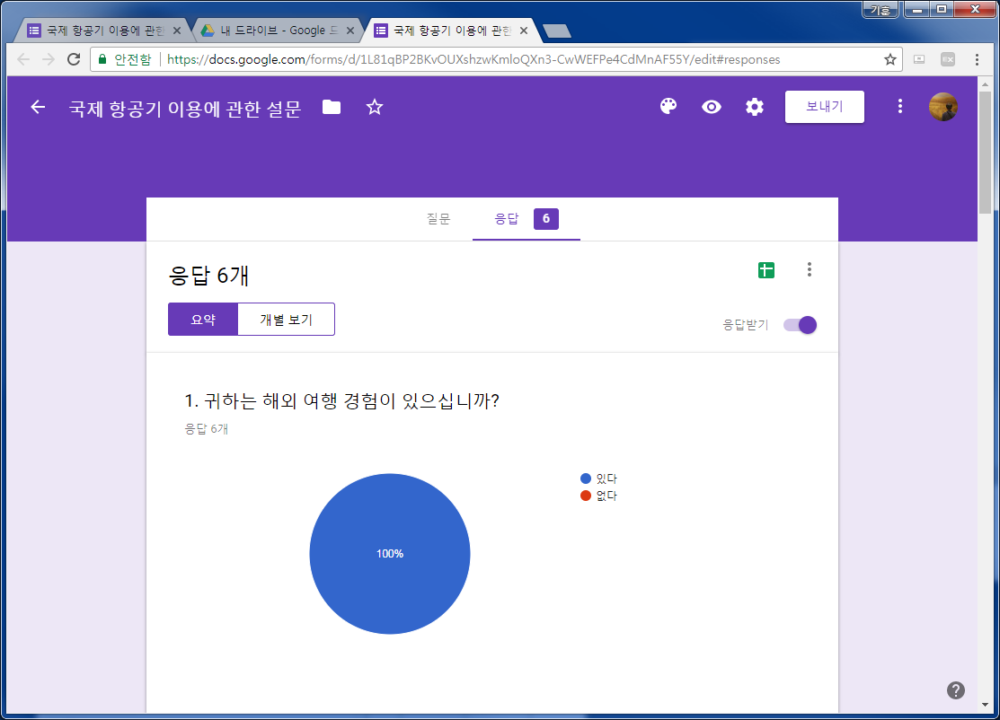 기훈
국제 항공기 이용에 관한
내 드라이브 - Google 드
국제 항공기 이용에 관한
안전함
https://docs.google.com/forms/d/1L81qBP2BKvOUXshzwKmloQXn3-CwWEFPe4CdMnAF55Y/edit#responses
국제 항공기 이용에 관한 설문
보내기
질문
응답 6
응답 6개
요약
개별 보기
응답받기
1. 귀하는 해외 여행 경험이 있으십니까?
응답 6개
있다
없다
100%